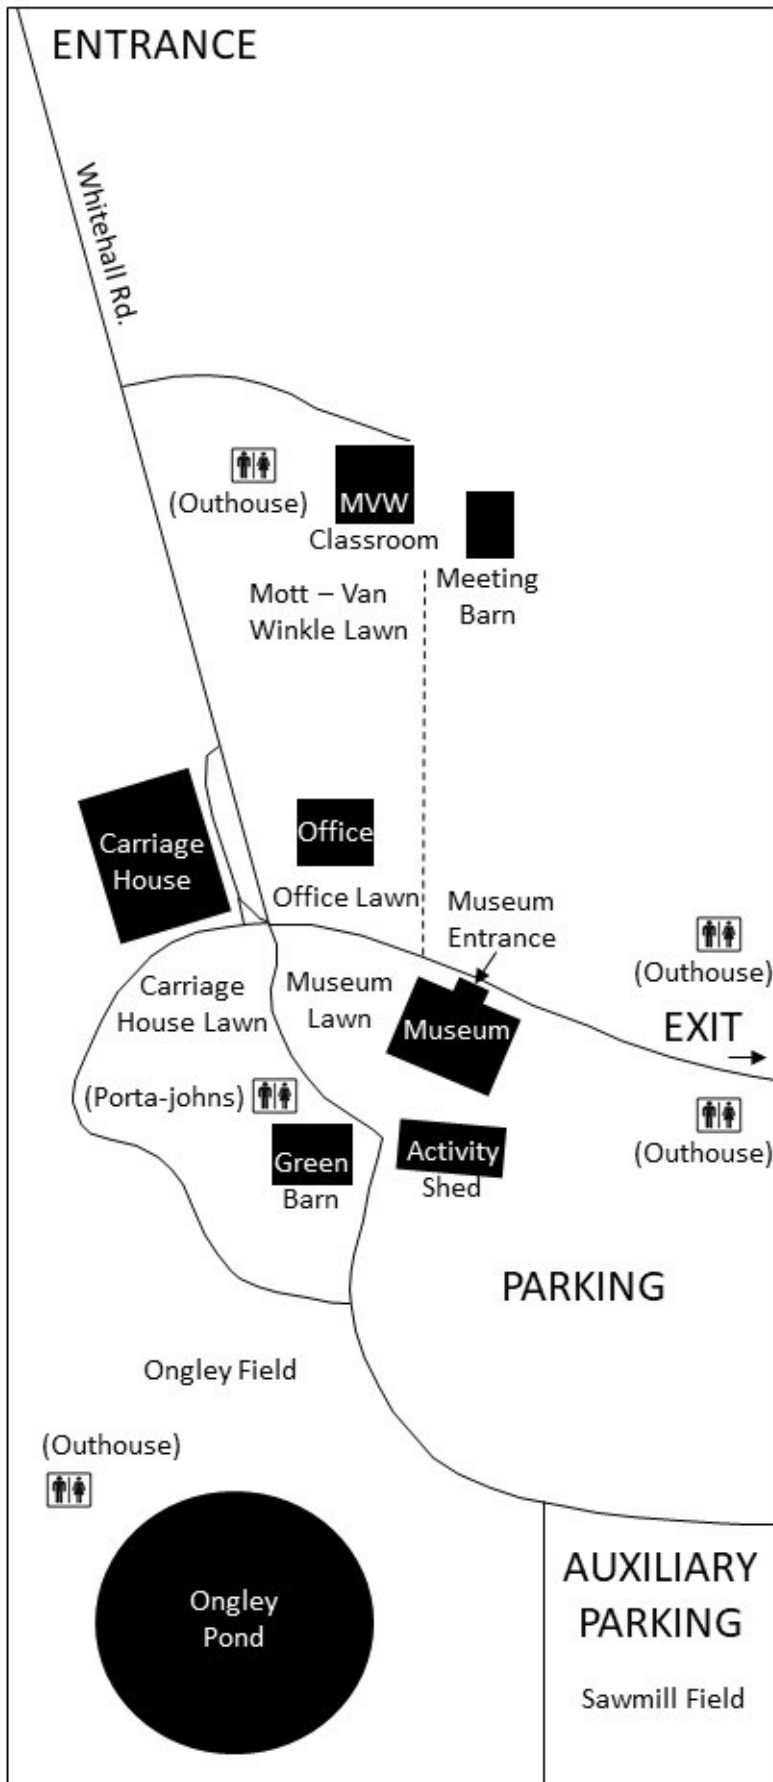 ENTRANCE
Whitehall Rd.
(Outhouse)
MVW
Classroom
Meeting
Barn
Mott – Van
Winkle Lawn
Carriage
House
Office
Office Lawn
Museum
Entrance
(Outhouse)
Carriage
House Lawn
Museum
Lawn
Museum
EXIT
(Porta-johns)
Green
Barn
Activity
Shed
(Outhouse)
PARKING
Ongley Field
(Outhouse)
Ongley
Pond
AUXILIARY
PARKING
Sawmill Field